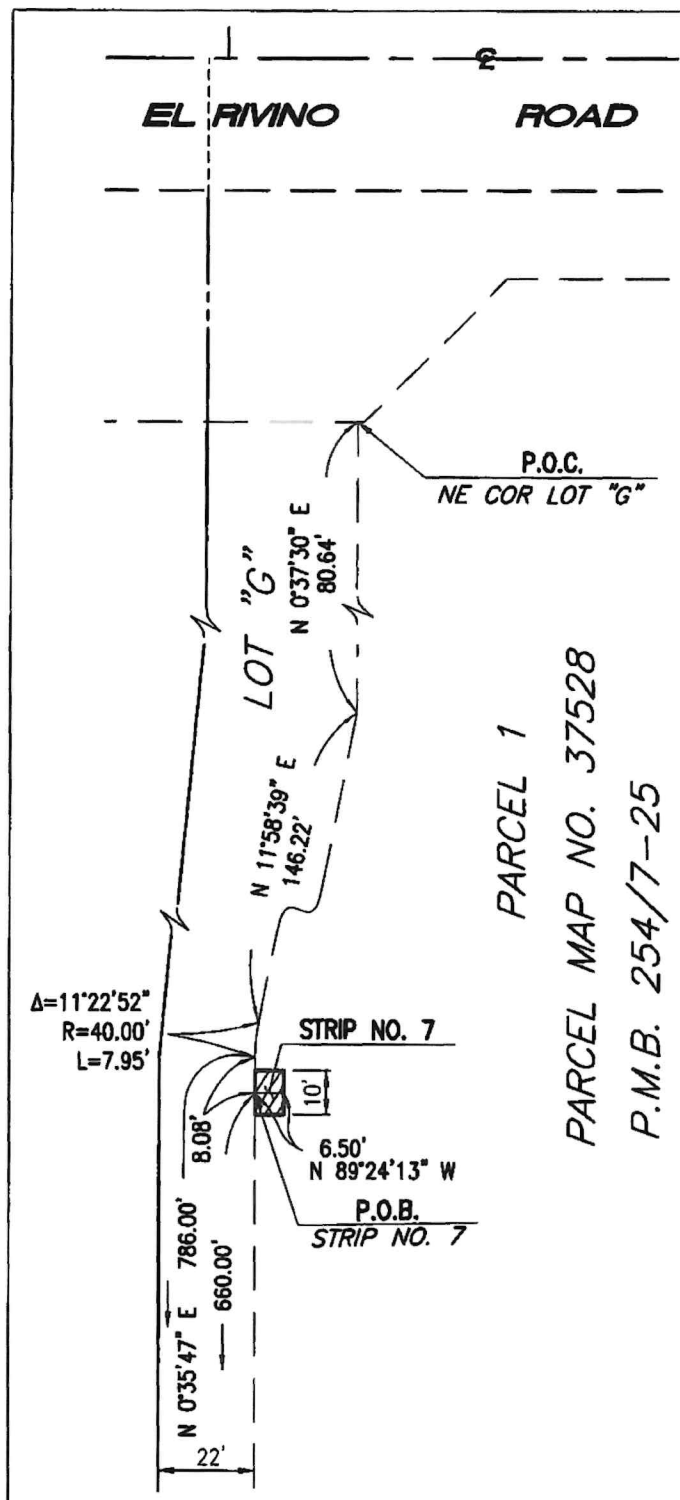 ℄
EL RIVINO ROAD
P.O.C.
NE COR LOT "G"
N 0°37'30" E
80.64'
LOT "G"
N 11°58'39" E
146.22'
PARCEL 1
PARCEL MAP NO. 37528
P.M.B. 254/7-25
Δ=11°22'52"
R=40.00'
L=7.95'
STRIP NO. 7
10'
8.08'
6.50'
N 89°24'13" W
P.O.B.
STRIP NO. 7
N 0°35'47" E 786.00'
660.00'
22'